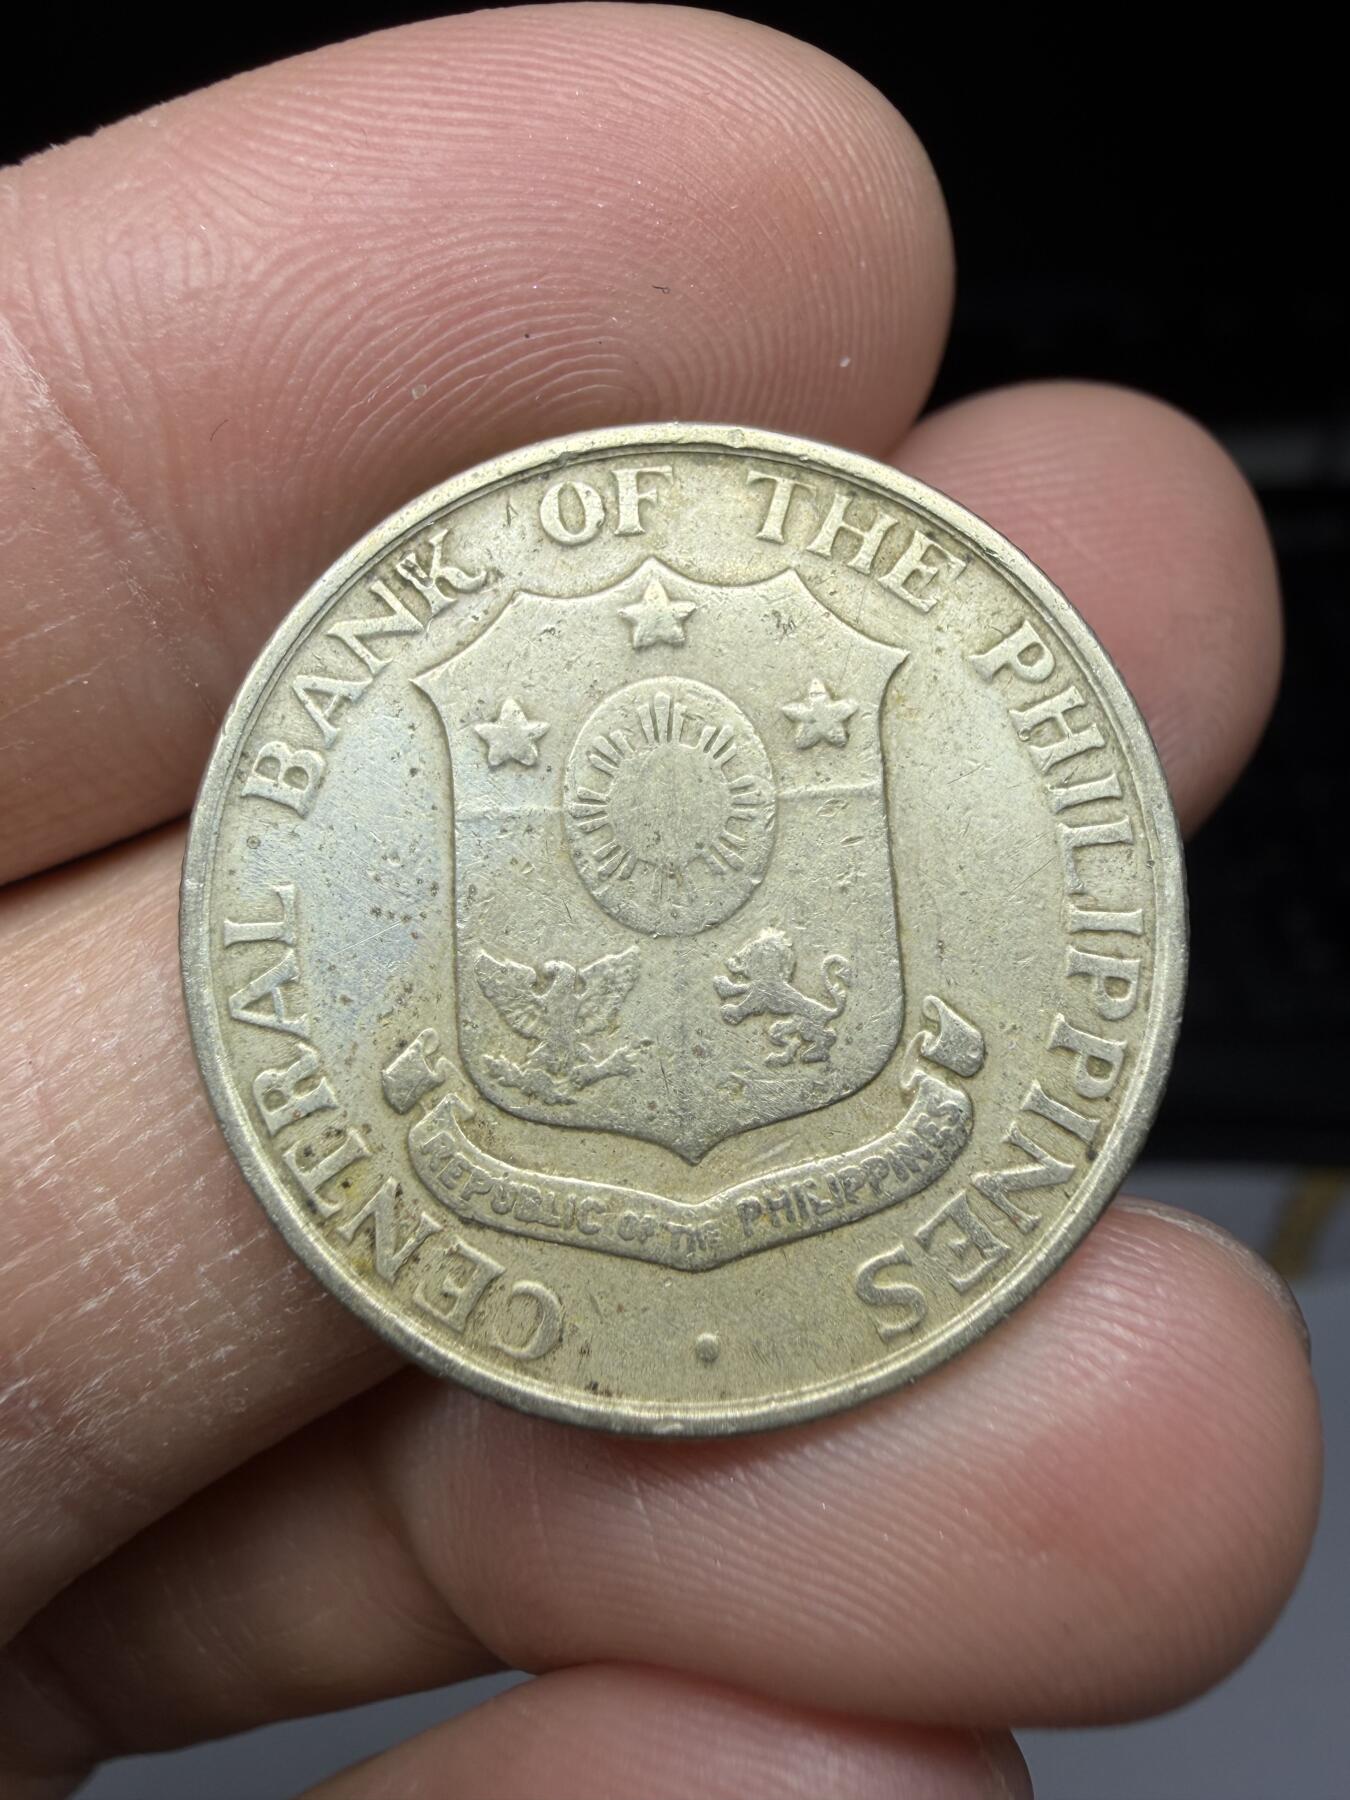 CENTRAL BANK OF THE PHILIPPINES
REPUBLIC OF THE PHILIPPINES